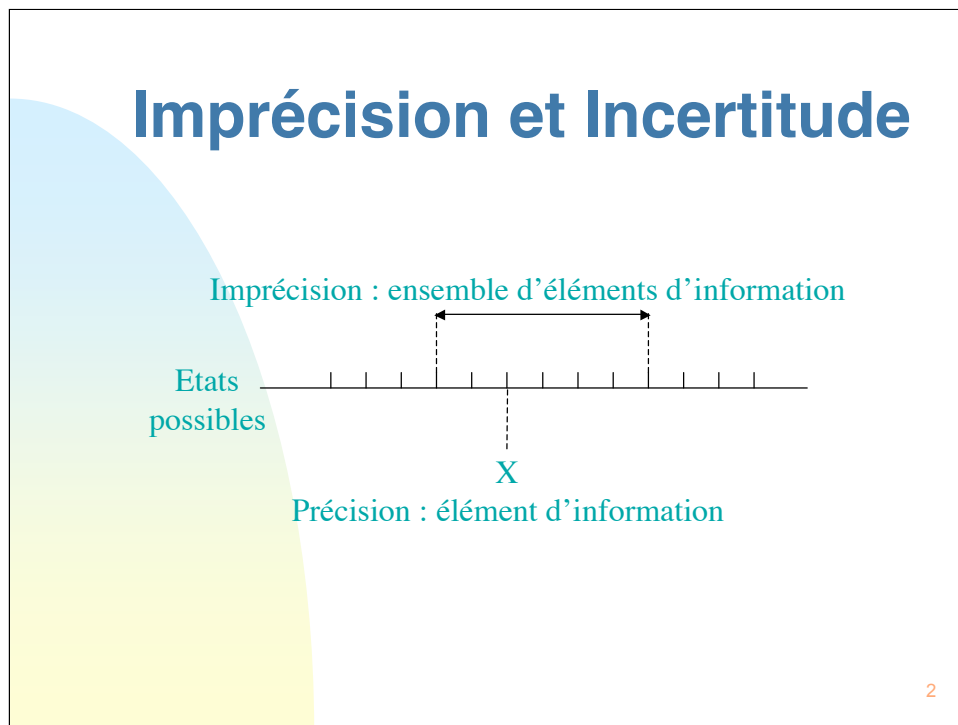 Imprécision et Incertitude
Imprécision : ensemble d’éléments d’information
Etats
possibles
X
Précision : élément d’information
2